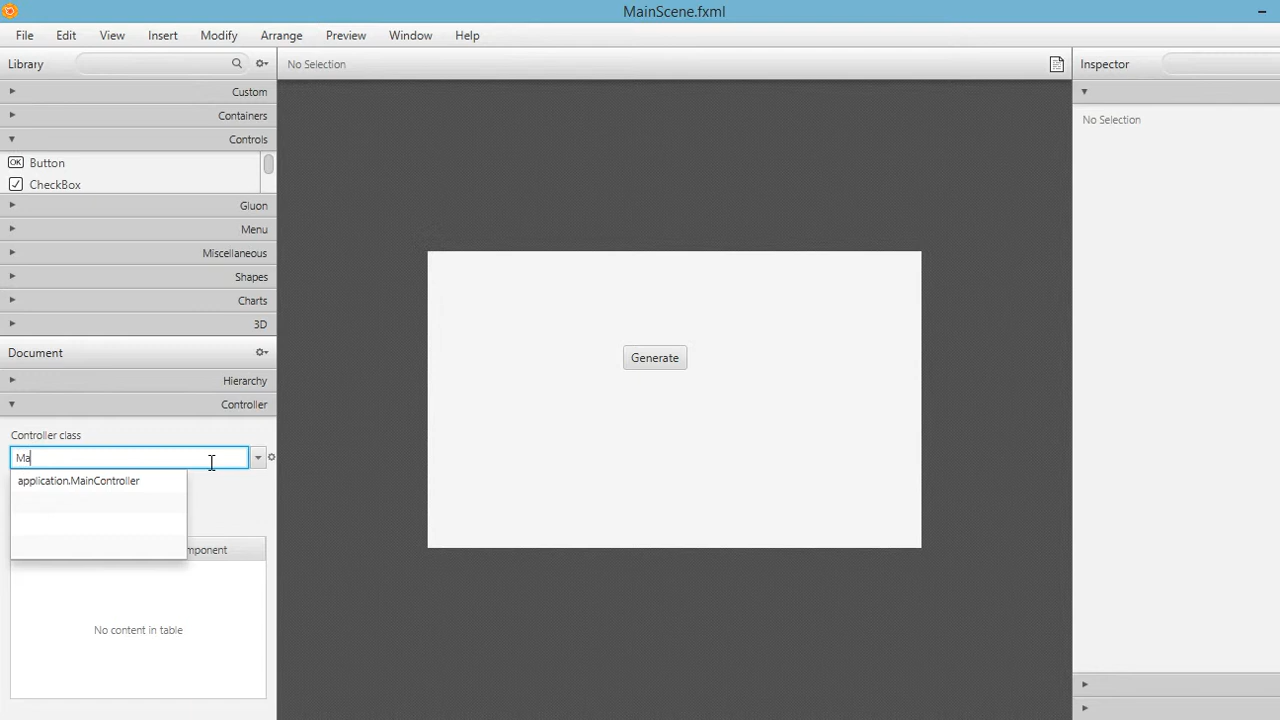 MainScene.fxml
File Edit View Insert Modify Arrange Preview Window Help
Library
No Selection
Inspector
Custom
Containers
Controls
OK Button
CheckBox
Gluon
Menu
Miscellaneous
Shapes
Charts
3D
Document
Hierarchy
Controller
Controller class
Ma
application.MainController
mponent
No content in table
Generate
No Selection